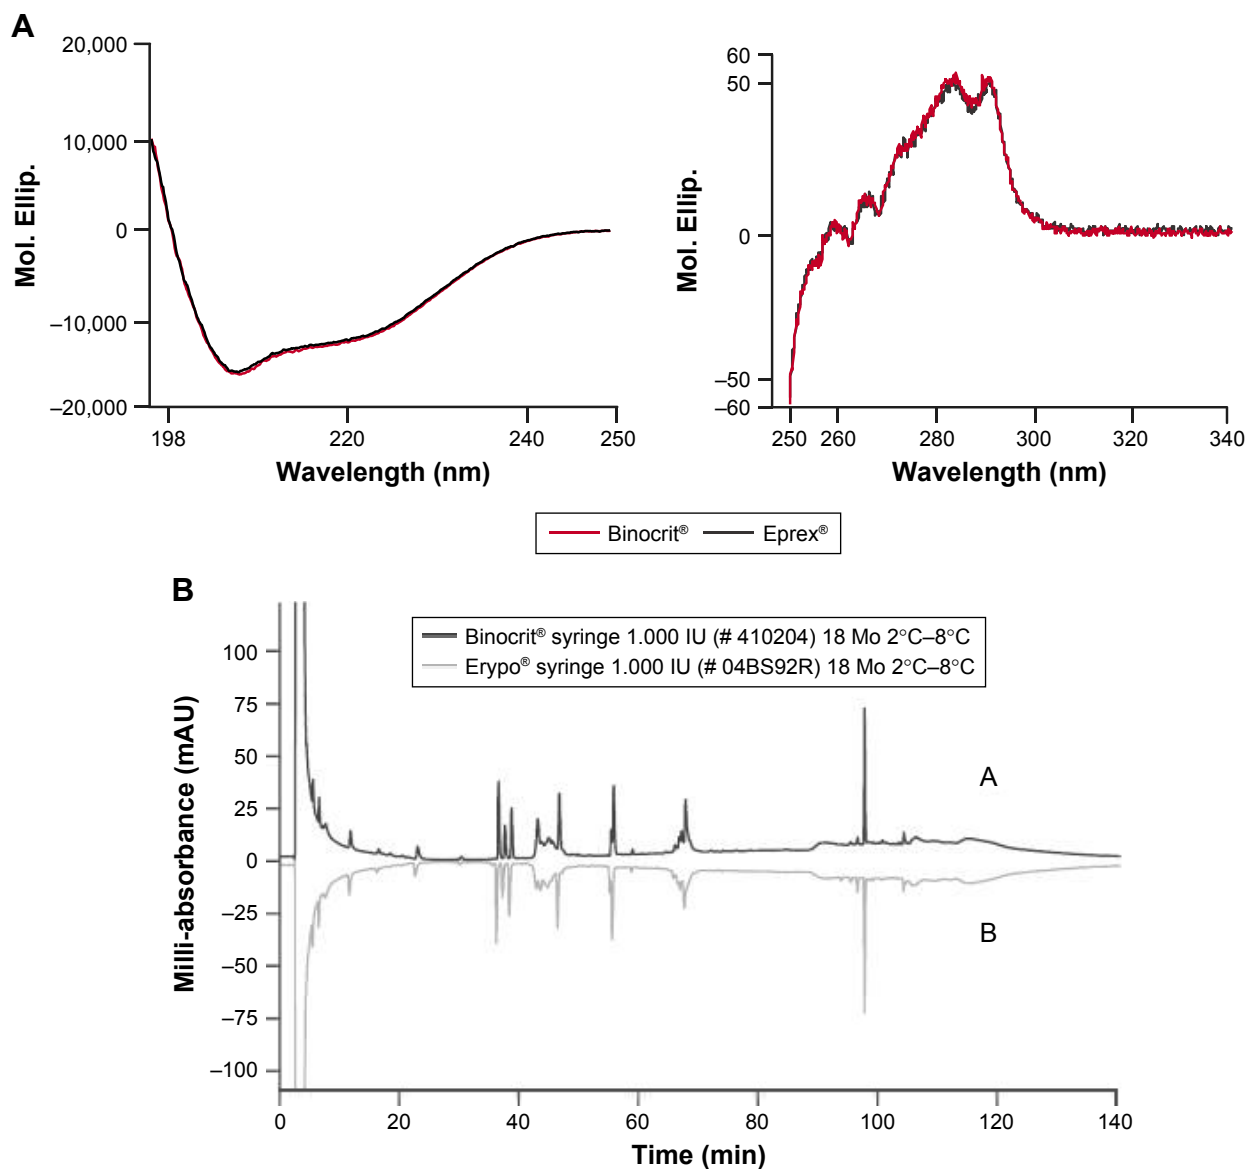 A
20,000
10,000
0
–10,000
–20,000
Mol. Ellip.
198
220
240
250
Wavelength (nm)
60
50
0
–50
–60
Mol. Ellip.
250
260
280
300
320
340
Wavelength (nm)
Binocrit®
Eprex®
B
Binocrit® syringe 1.000 IU (# 410204) 18 Mo 2°C–8°C
Erypo® syringe 1.000 IU (# 04BS92R) 18 Mo 2°C–8°C
100
75
50
25
0
–25
–50
–75
–100
Milli-absorbance (mAU)
A
B
0
20
40
60
80
100
120
140
Time (min)